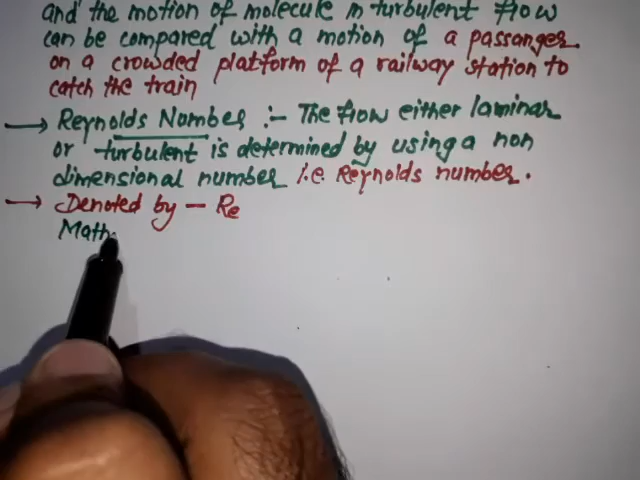 and the motion of molecule in turbulent flow
can be compared with a motion of a passanger
on a crowded platform of a railway station to
catch the train
→ Reynolds Number :- The flow either laminar
or turbulent is determined by using a non
dimensional number i.e. Reynolds number.
→ Denoted by - Re
Math